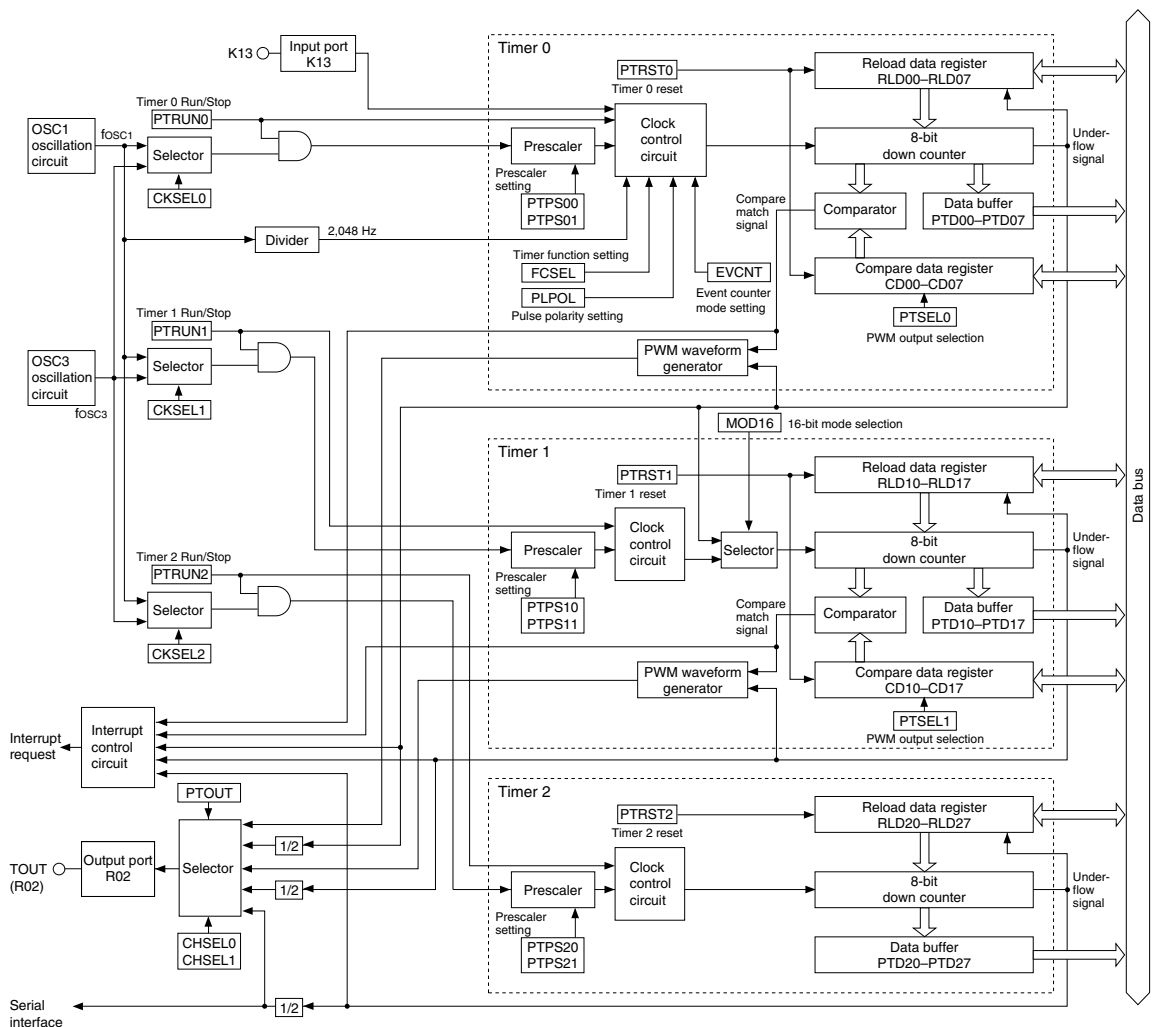 K13
Input port
K13
Timer 0 Run/Stop
PTRUN0
OSC1
oscillation
circuit
fOSC1
Selector
CKSEL0
Divider
2,048 Hz
Timer 0
PTRST0
Timer 0 reset
Clock
control
circuit
Prescaler
Prescaler
setting
PTPS00
PTPS01
Timer function setting
FCSEL
PLPOL
Pulse polarity setting
EVCNT
Event counter
mode setting
Reload data register
RLD00–RLD07
8-bit
down counter
Under-
flow
signal
Compare
match
signal
Comparator
Data buffer
PTD00–PTD07
Compare data register
CD00–CD07
PTSEL0
PWM output selection
PWM waveform
generator
Timer 1 Run/Stop
PTRUN1
OSC3
oscillation
circuit
fOSC3
Selector
CKSEL1
MOD16
16-bit mode selection
Timer 1
PTRST1
Timer 1 reset
Clock
control
circuit
Selector
Prescaler
Prescaler
setting
PTPS10
PTPS11
Reload data register
RLD10–RLD17
8-bit
down counter
Under-
flow
signal
Compare
match
signal
Comparator
Data buffer
PTD10–PTD17
Compare data register
CD10–CD17
PTSEL1
PWM output selection
PWM waveform
generator
Data bus
Timer 2 Run/Stop
PTRUN2
Selector
CKSEL2
Interrupt
request
Interrupt
control
circuit
PTOUT
TOUT
(R02)
Output port
R02
Selector
1/2
1/2
CHSEL0
CHSEL1
Serial
interface
1/2
Timer 2
PTRST2
Timer 2 reset
Clock
control
circuit
Prescaler
Prescaler
setting
PTPS20
PTPS21
Reload data register
RLD20–RLD27
8-bit
down counter
Under-
flow
signal
Data buffer
PTD20–PTD27